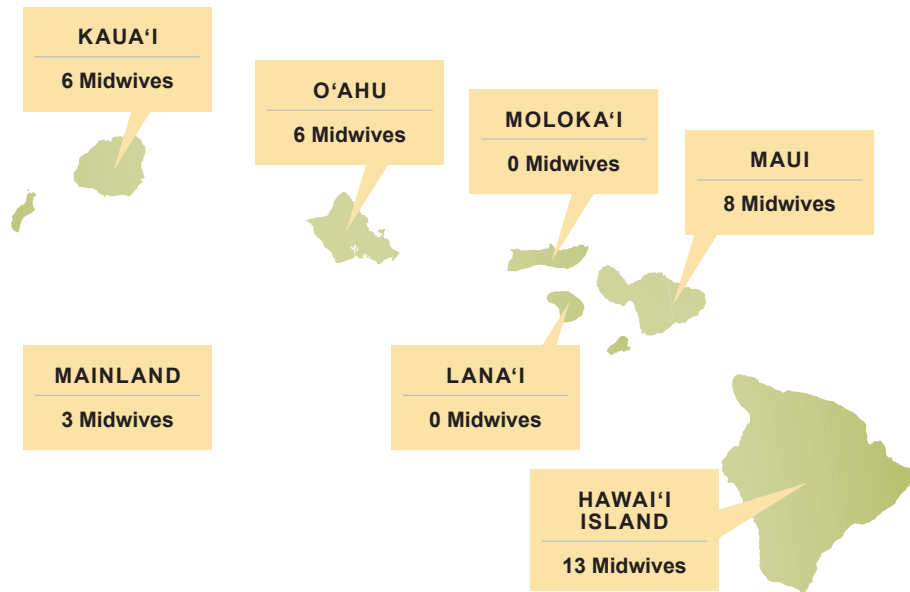 KAUA‘I
6 Midwives
O‘AHU
6 Midwives
MOLOKA‘I
0 Midwives
MAUI
8 Midwives
MAINLAND
3 Midwives
LANA‘I
0 Midwives
HAWAI‘I
ISLAND
13 Midwives